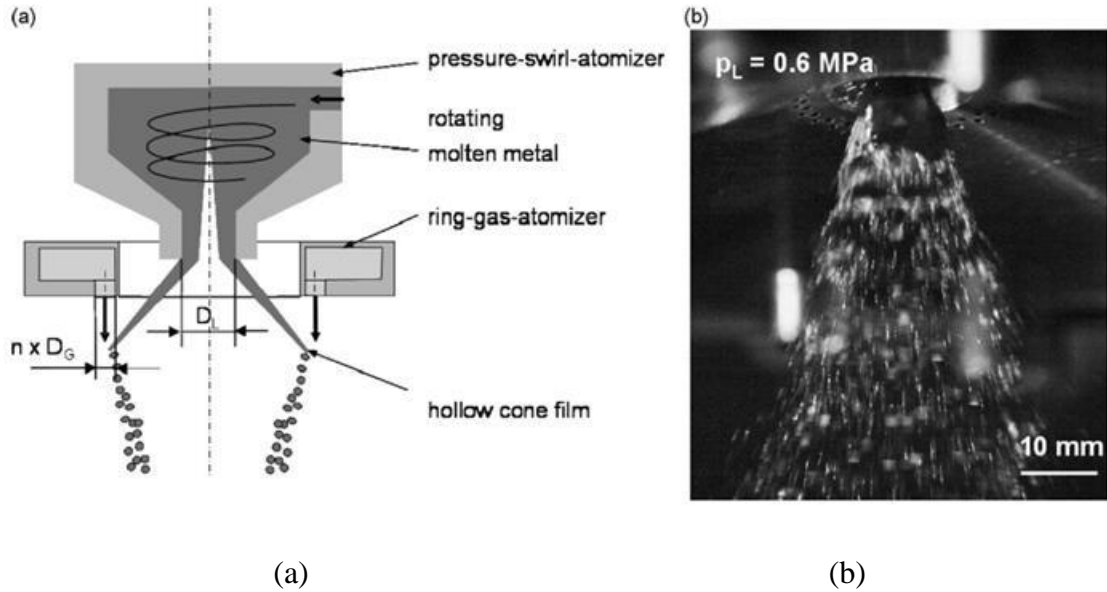 (a)
pressure-swirl-atomizer
rotating
molten metal
ring-gas-atomizer
D_L
n x D_G
hollow cone film
(b)
p_L = 0.6 MPa
10 mm
(a)
(b)